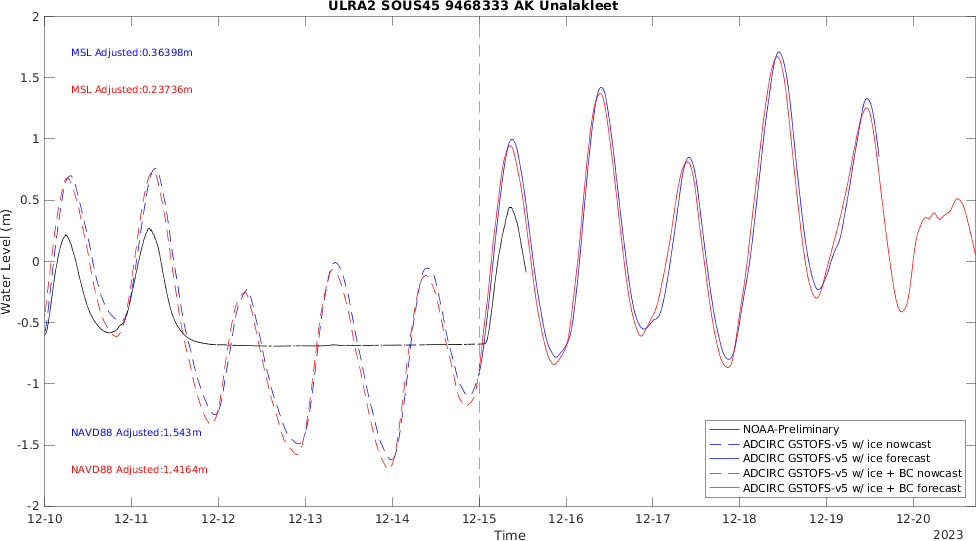 ULRA2 SOUS45 9468333 AK Unalakleet
Water Level (m)
2
1.5
1
0.5
0
-0.5
-1
-1.5
-2
MSL Adjusted:0.36398m
MSL Adjusted:0.23736m
NAVD88 Adjusted:1.543m
NAVD88 Adjusted:1.4164m
NOAA-Preliminary
ADCIRC GSTOFS-v5 w/ ice nowcast
ADCIRC GSTOFS-v5 w/ ice forecast
ADCIRC GSTOFS-v5 w/ ice + BC nowcast
ADCIRC GSTOFS-v5 w/ ice + BC forecast
12-10 12-11 12-12 12-13 12-14 12-15 12-16 12-17 12-18 12-19 12-20
Time
2023